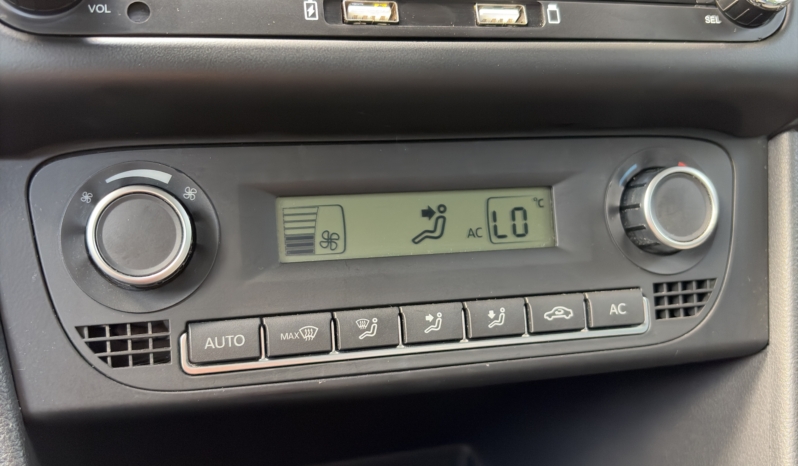 VOL
SEL
AC LO °C
AUTO MAX AC